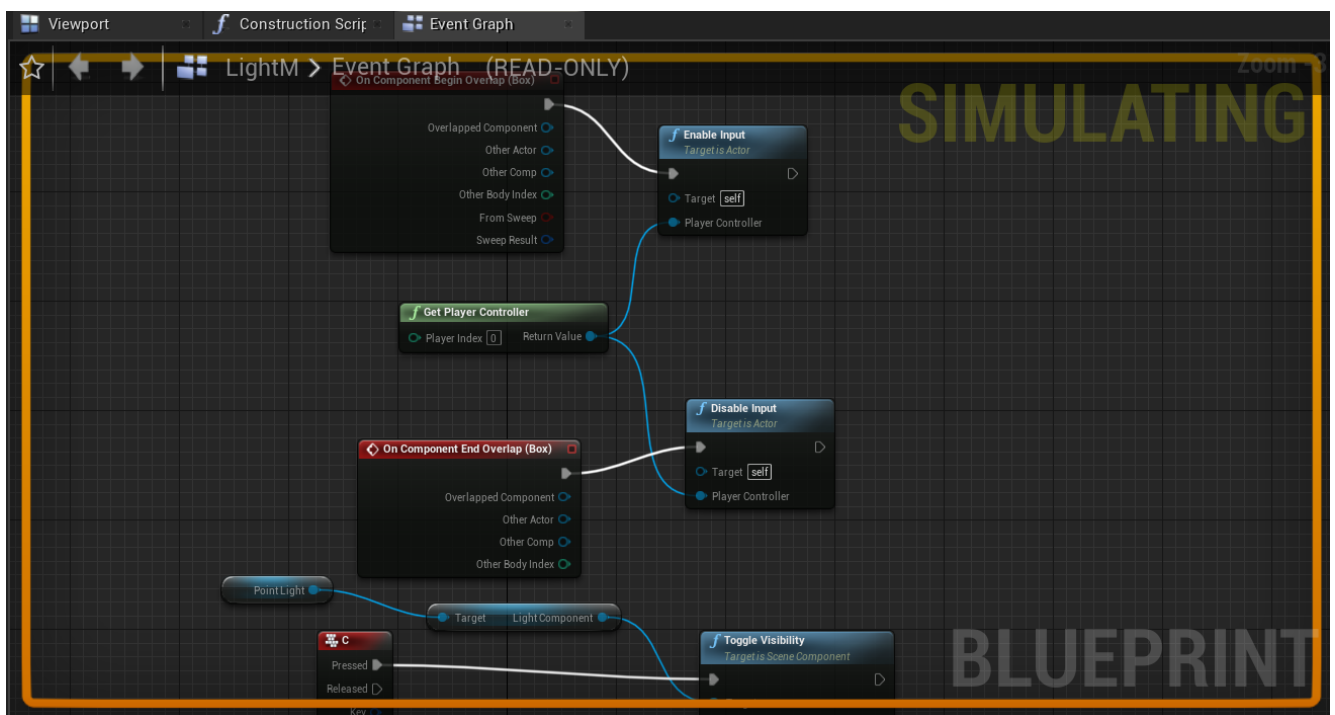 Viewport
Construction Scrip
Event Graph
LightM > Event Graph (READ-ONLY)
Zoom -3
SIMULATING
On Component Begin Overlap (Box)
Overlapped Component
Other Actor
Other Comp
Other Body Index
From Sweep
Sweep Result
Enable Input
Target is Actor
Target self
Player Controller
Get Player Controller
Player Index 0 Return Value
Disable Input
Target is Actor
Target self
Player Controller
On Component End Overlap (Box)
Overlapped Component
Other Actor
Other Comp
Other Body Index
Point Light
Target Light Component
C
Pressed
Released
Key
Toggle Visibility
Target is Scene Component
BLUEPRINT